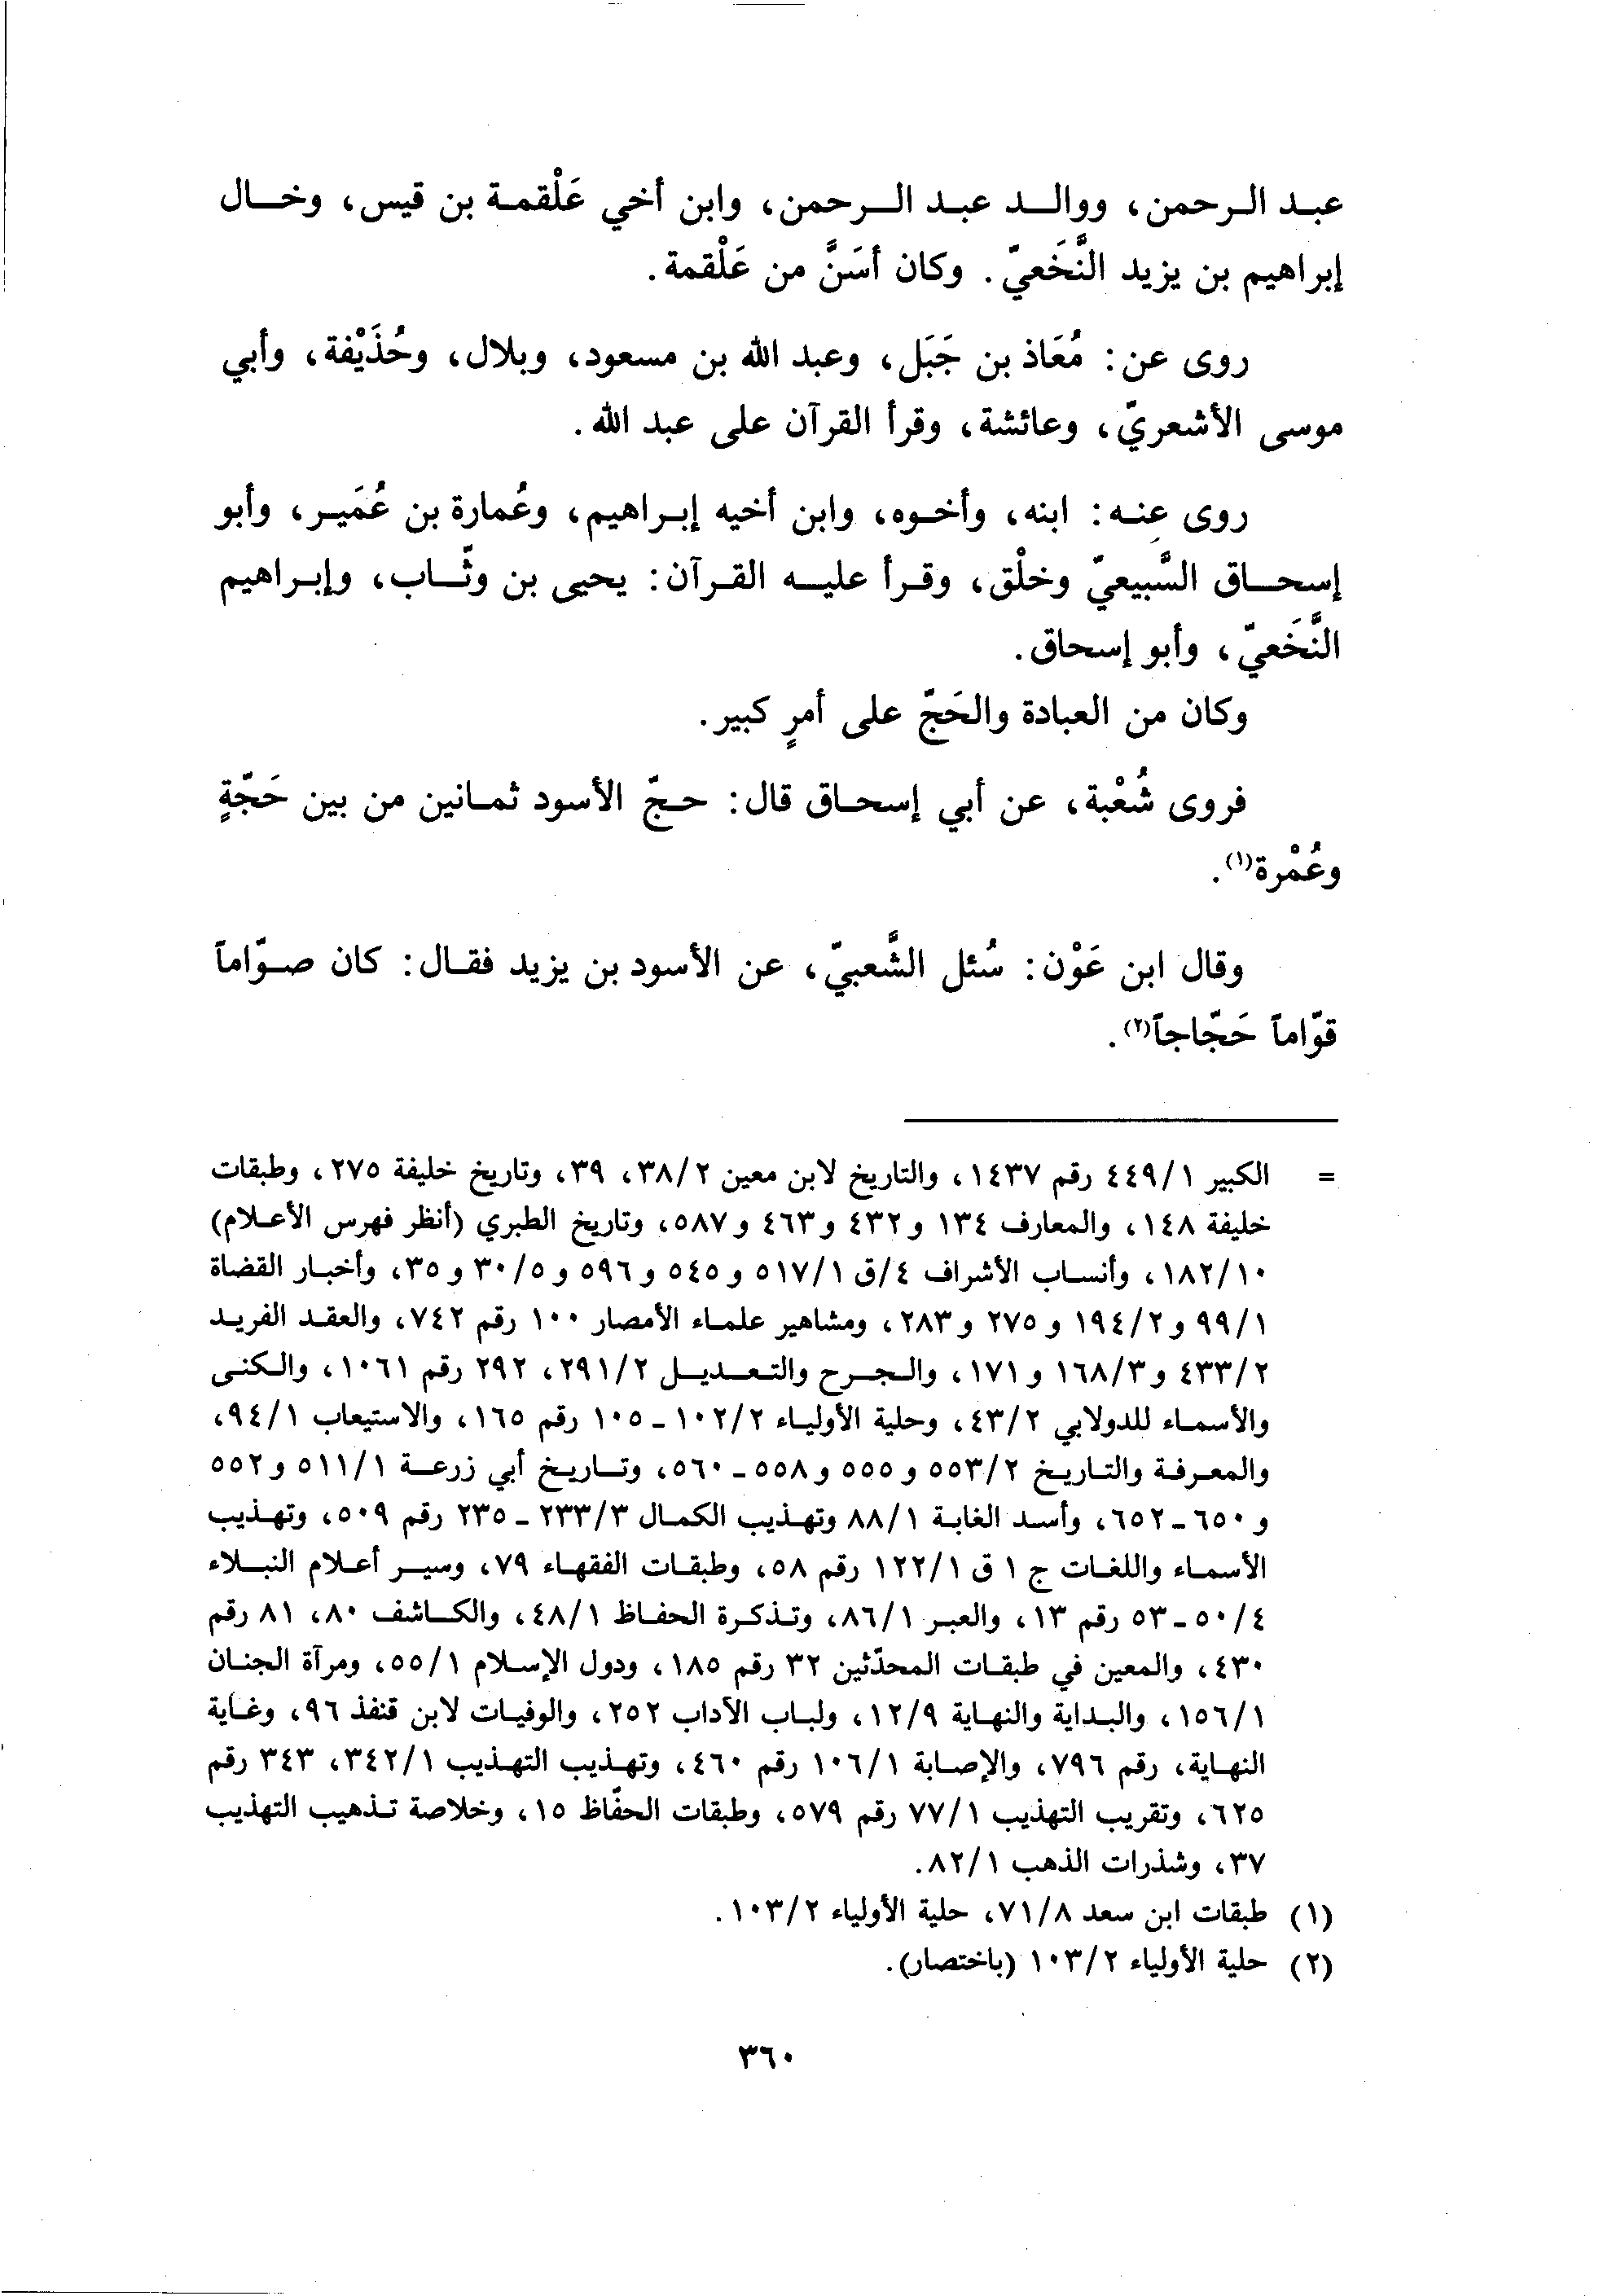 عبد الرحمن، ووالد عبد الرحمن، وابن أخي عَلْقمة بن قيس، وخال
إبراهيم بن يزيد النَّخَعيّ. وكان أسَنَّ من عَلْقمة.
روى عن: مُعَاذ بن جَبَل، وعبد الله بن مسعود، وبلال، وحُذَيْفة، وأبي
موسى الأشعريّ، وعائشة، وقرأ القرآن على عبد الله.
روى عنه: ابنه، وأخوه، وابن أخيه إبراهيم، وعُمارة بن عُمَير، وأبو
إسحاق السَّبِيعيّ وخلْق، وقرأ عليه القرآن: يحيى بن وثّاب، وإبراهيم
النَّخَعيّ، وأبو إسحاق.
وكان من العبادة والحَجّ على أمرٍ كبير.
فروى شُعْبة، عن أبي إسحاق قال: حجّ الأسود ثمانين من بين حَجّةٍ
وعُمْرة(١).
وقال ابن عَوْن: سُئل الشَّعبيّ، عن الأسود بن يزيد فقال: كان صوّاماً
قوّاماً حَجّاجاً(٢).
= الكبير ٤٤٩/١ رقم ١٤٣٧، والتاريخ لابن معين ٣٨/٢، ٣٩، وتاريخ خليفة ٢٧٥، وطبقات
خليفة ١٤٨، والمعارف ١٣٤ و٤٣٢ و٤٦٣ و٥٨٧، وتاريخ الطبري (أنظر فهرس الأعلام)
١٨٢/١٠، وأنساب الأشراف ٤/ق ٥١٧/١ و٥٤٥ و٥٩٦ و٣٠/٥ و٣٥، وأخبار القضاة
٩٩/١ و١٩٤/٢ و٢٧٥ و٢٨٣، ومشاهير علماء الأمصار ١٠٠ رقم ٧٤٢، والعقد الفريد
٤٣٣/٢ و١٦٨/٣ و١٧١، والجرح والتعديل ٢٩١/٢، ٢٩٢ رقم ١٠٦١، والكنى
والأسماء للدولابي ٤٣/٢، وحلية الأولياء ١٠٢/٢ - ١٠٥ رقم ١٦٥، والاستيعاب ٩٤/١،
والمعرفة والتاريخ ٥٥٣/٢ و٥٥٥ و٥٥٨ - ٥٦٠، وتاريخ أبي زرعة ٥١١/١ و٥٥٢
و٦٥٠ - ٦٥٢، وأسد الغابة ٨٨/١ وتهذيب الكمال ٢٣٣/٣ - ٢٣٥ رقم ٥٠٩، وتهذيب
الأسماء واللغات ج ١ ق ١٢٢/١ رقم ٥٨، وطبقات الفقهاء ٧٩، وسير أعلام النبلاء
٥٠/٤ - ٥٣ رقم ١٣، والعبر ٨٦/١، وتذكرة الحفاظ ٤٨/١، والكاشف ٨٠، ٨١ رقم
٤٣٠، والمعين في طبقات المحدّثين ٣٢ رقم ١٨٥، ودول الإسلام ٥٥/١، ومرآة الجنان
١٥٦/١، والبداية والنهاية ١٢/٩، ولباب الآداب ٢٥٢، والوفيات لابن قنفذ ٩٦، وغاية
النهاية، رقم ٧٩٦، والإصابة ١٠٦/١ رقم ٤٦٠، وتهذيب التهذيب ٣٤٢/١، ٣٤٣ رقم
٦٢٥، وتقريب التهذيب ٧٧/١ رقم ٥٧٩، وطبقات الحفّاظ ١٥، وخلاصة تذهيب التهذيب
٣٧، وشذرات الذهب ٨٢/١.
(١) طبقات ابن سعد ٧١/٨، حلية الأولياء ١٠٣/٢.
(٢) حلية الأولياء ١٠٣/٢ (باختصار).
٣٦٠